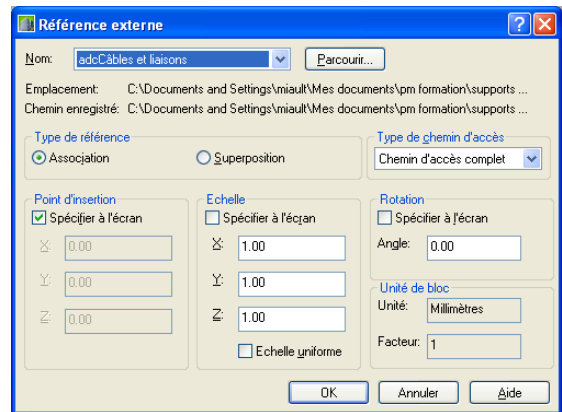 Référence externe
Nom: adcCâbles et liaisons Parcourir...
Emplacement: C:\Documents and Settings\miault\Mes documents\pm formation\supports ...
Chemin enregistré: C:\Documents and Settings\miault\Mes documents\pm formation\supports ...
Type de référence
Association Superposition
Type de chemin d'accès
Chemin d'accès complet
Point d'insertion
Spécifier à l'écran
X: 0.00
Y: 0.00
Z: 0.00
Echelle
Spécifier à l'écran
X: 1.00
Y: 1.00
Z: 1.00
Echelle uniforme
Rotation
Spécifier à l'écran
Angle: 0.00
Unité de bloc
Unité: Millimètres
Facteur: 1
OK Annuler Aide